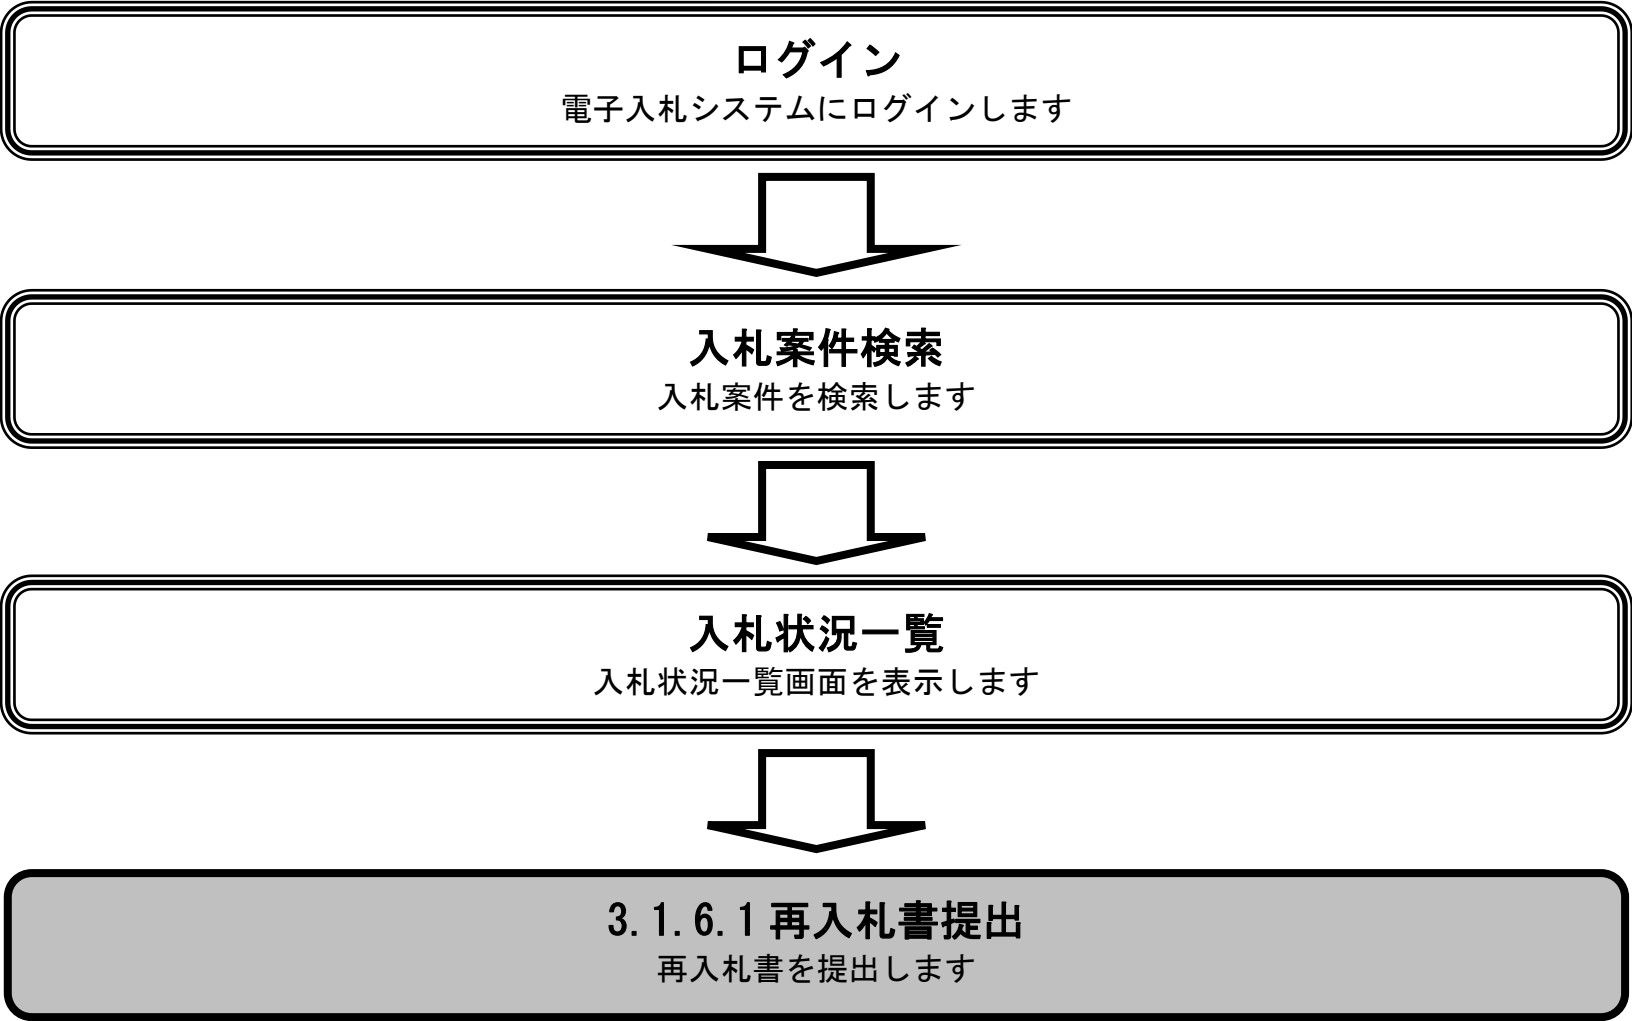 ログイン
電子入札システムにログインします
入札案件検索
入札案件を検索します
入札状況一覧
入札状況一覧画面を表示します
3.1.6.1再入札書提出
再入札書を提出します